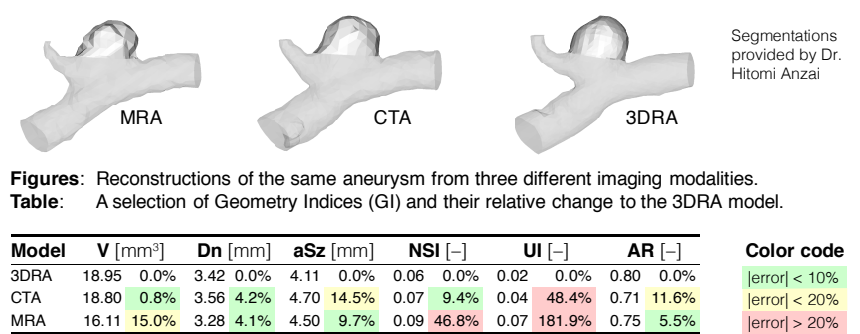 Segmentations
provided by Dr.
Hitomi Anzai
MRA
CTA
3DRA
Figures: Reconstructions of the same aneurysm from three different imaging modalities.
Table: A selection of Geometry Indices (GI) and their relative change to the 3DRA model.
Model V [mm³] Dn [mm] aSz [mm] NSI [–] UI [–] AR [–]
3DRA 18.95 0.0% 3.42 0.0% 4.11 0.0% 0.06 0.0% 0.02 0.0% 0.80 0.0%
CTA 18.80 0.8% 3.56 4.2% 4.70 14.5% 0.07 9.4% 0.04 48.4% 0.71 11.6%
MRA 16.11 15.0% 3.28 4.1% 4.50 9.7% 0.09 46.8% 0.07 181.9% 0.75 5.5%
Color code
|error| < 10%
|error| < 20%
|error| > 20%